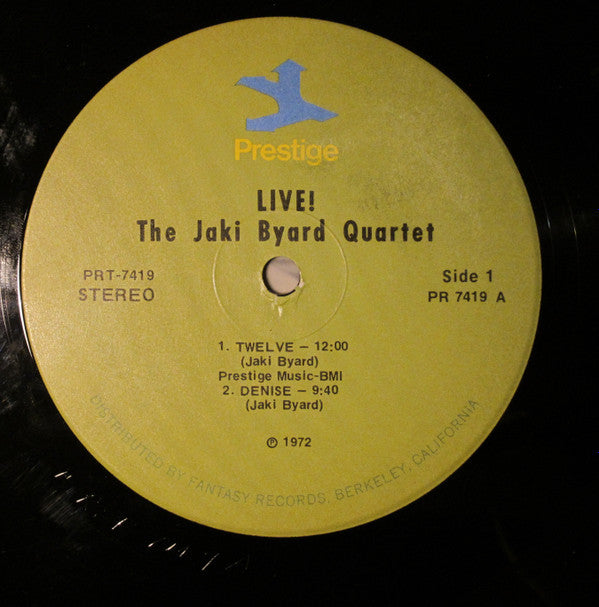 Prestige
LIVE!
The Jaki Byard Quartet
PRT-7419
STEREO
Side 1
PR 7419 A
1. TWELVE — 12:00
(Jaki Byard)
Prestige Music-BMI
2. DENISE — 9:40
(Jaki Byard)
℗ 1972
DISTRIBUTED BY FANTASY RECORDS, BERKELEY, CALIFORNIA